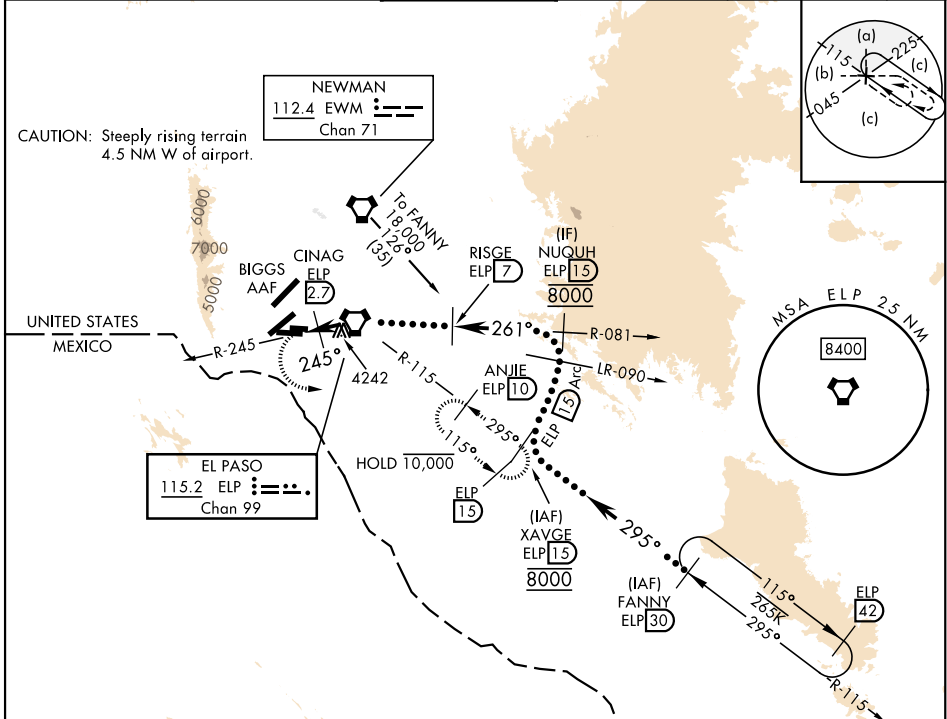 NEWMAN
112.4 EWM
Chan 71
CAUTION: Steeply rising terrain
4.5 NM W of airport.
(a)
115
225
(b)
(c)
045
(c)
6000
7000
5000
To FANNY
18,000
126°
(35)
BIGGS
AAF
CINAG
ELP
2.7
RISGE
ELP 7
(IF)
NUQUH
ELP 15
8000
MSA ELP 25 NM
8400
UNITED STATES
MEXICO
R-245
245°
4242
261°
R-081
LR-090
R-115
ANJIE
ELP 10
ELP 15 Arc
295°
115°
HOLD 10,000
EL PASO
115.2 ELP
Chan 99
ELP
15
(IAF)
XAVGE
ELP 15
8000
295°
(IAF)
FANNY
ELP 30
115°
265K
295°
ELP
42
R-115